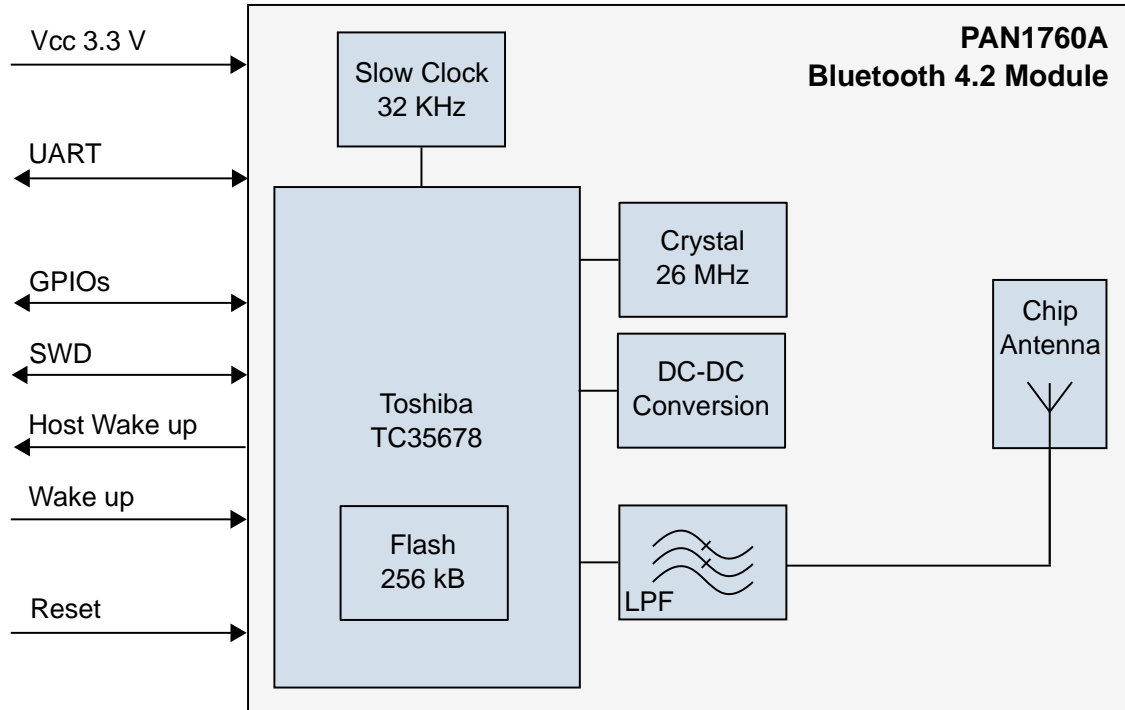 Vcc 3.3 V
UART
GPIOs
SWD
Host Wake up
Wake up
Reset
PAN1760A
Bluetooth 4.2 Module
Slow Clock
32 KHz
Crystal
26 MHz
DC-DC
Conversion
Toshiba
TC35678
Flash
256 kB
LPF
Chip
Antenna